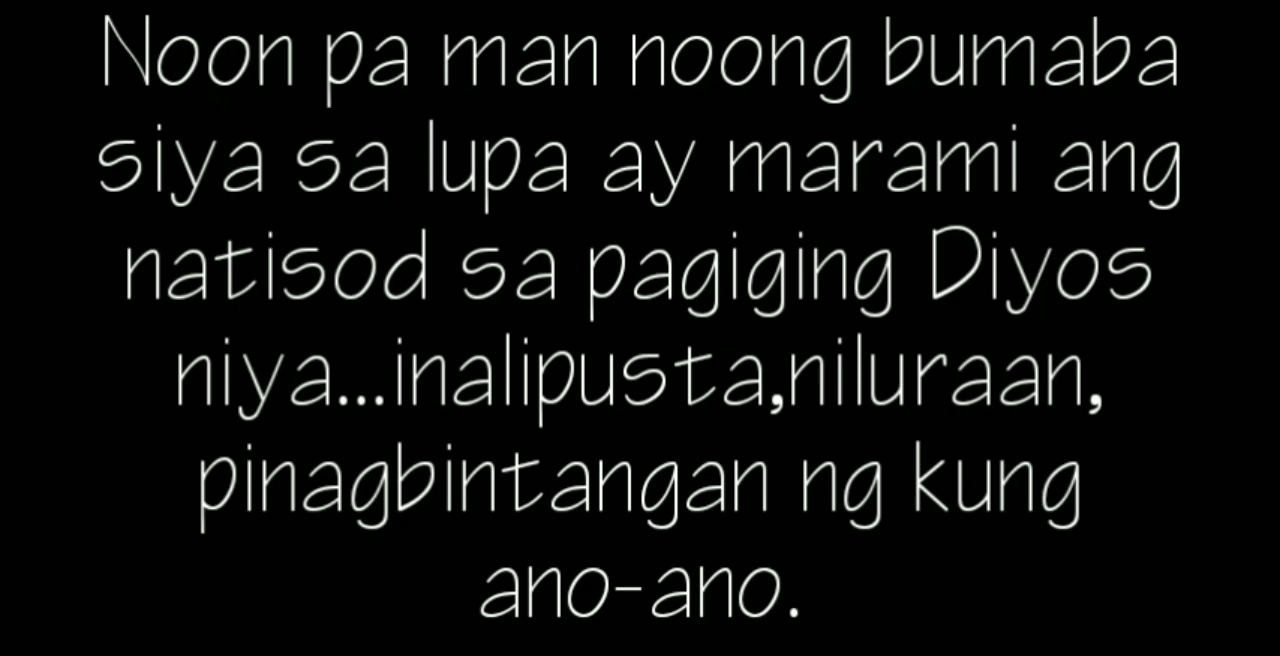 Noon pa man noong bumaba
siya sa lupa ay marami ang
natisod sa pagiging Diyos
niya...inalipusta,niluraan,
pinagbintangan ng kung
ano-ano.